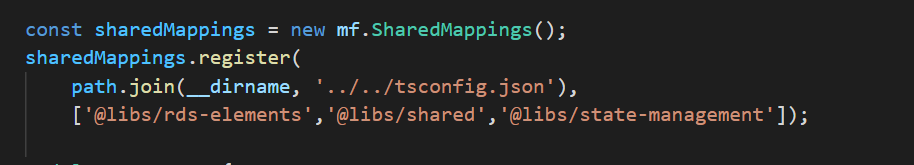 const sharedMappings = new mf.SharedMappings();
sharedMappings.register(
    path.join(__dirname, '../../tsconfig.json'),
    ['@libs/rds-elements','@libs/shared','@libs/state-management']);